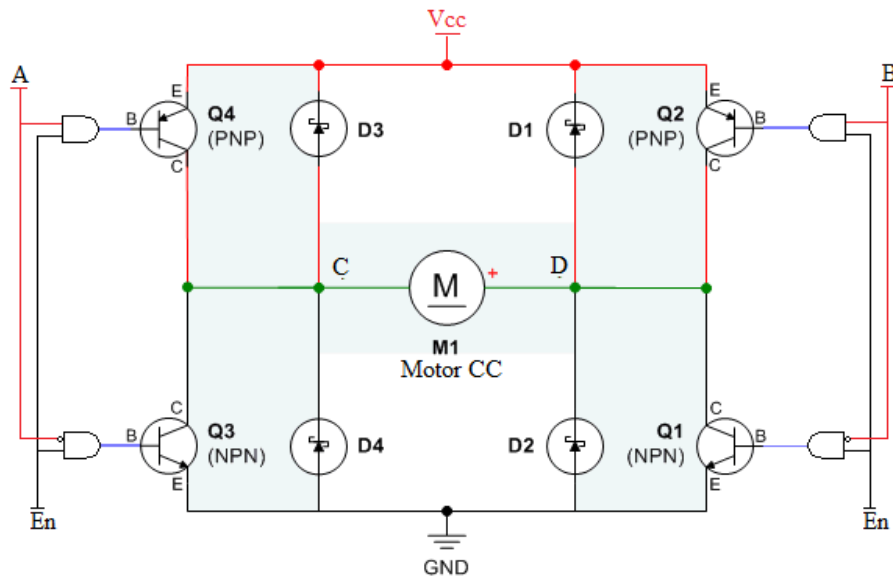 Vcc
A
B
E
Q4
(PNP)
B
C
D3
D1
E
Q2
(PNP)
B
C
C
D
M
+
M1
Motor CC
C
Q3
(NPN)
B
E
D4
D2
C
Q1
(NPN)
B
E
En
En
GND